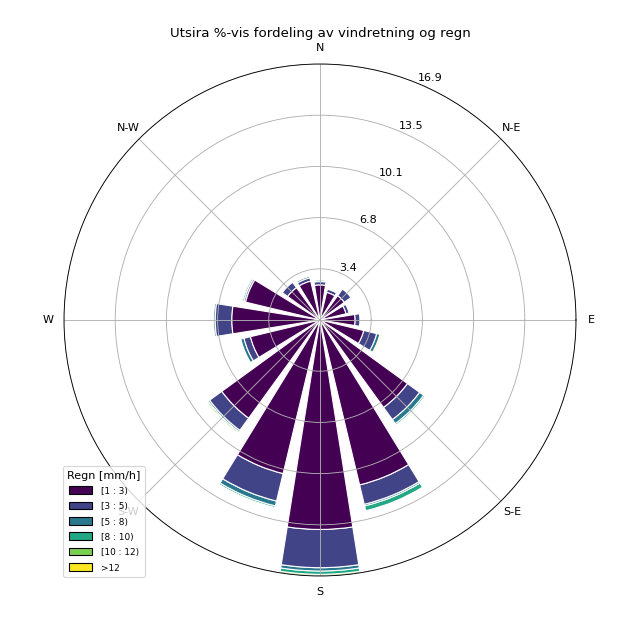 Utsira %-vis fordeling av vindretning og regn
N
16.9
N-W
N-E
13.5
10.1
6.8
3.4
W
E
Regn [mm/h]
[1 : 3)
[3 : 5)
S-W
S-E
[5 : 8)
[8 : 10)
[10 : 12)
>12
S